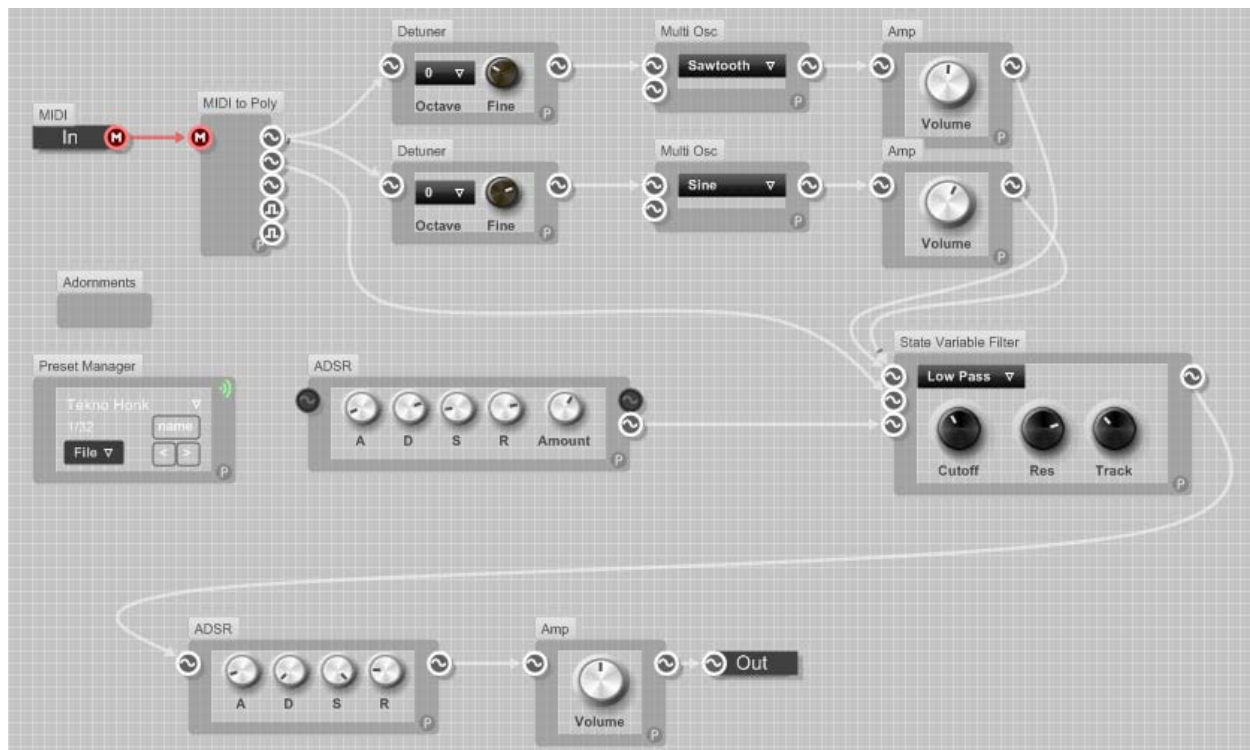 Detuner
Multi Osc
Amp
0
Sawtooth
Octave Fine
Volume
P
P
P
MIDI
In M
MIDI to Poly
M
P
Detuner
Multi Osc
Amp
0
Sine
Octave Fine
Volume
P
P
P
Adornments
Preset Manager
Tekno Honk
1/32 name
File < >
P
ADSR
A D S R Amount
P
State Variable Filter
Low Pass
Cutoff Res Track
P
ADSR
A D S R
P
Amp
Volume
P
Out